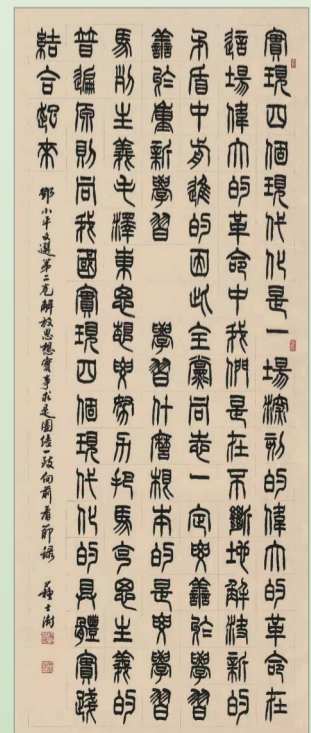 實現四個現代化是一場深刻的偉大的革命在
這場偉大的革命中我們是在不斷地解決新的
矛盾中前進的因此全黨同志一定要善於學習
善於重新學習 學習什麼根本的是要學習
馬列主義毛澤東思想要努力把馬克思主義的
普遍原則同我國實現四個現代化的具體實踐
結合起來 鄧小平文選第二卷解放思想實事求是團結一致向前看節錄 蘇士澍